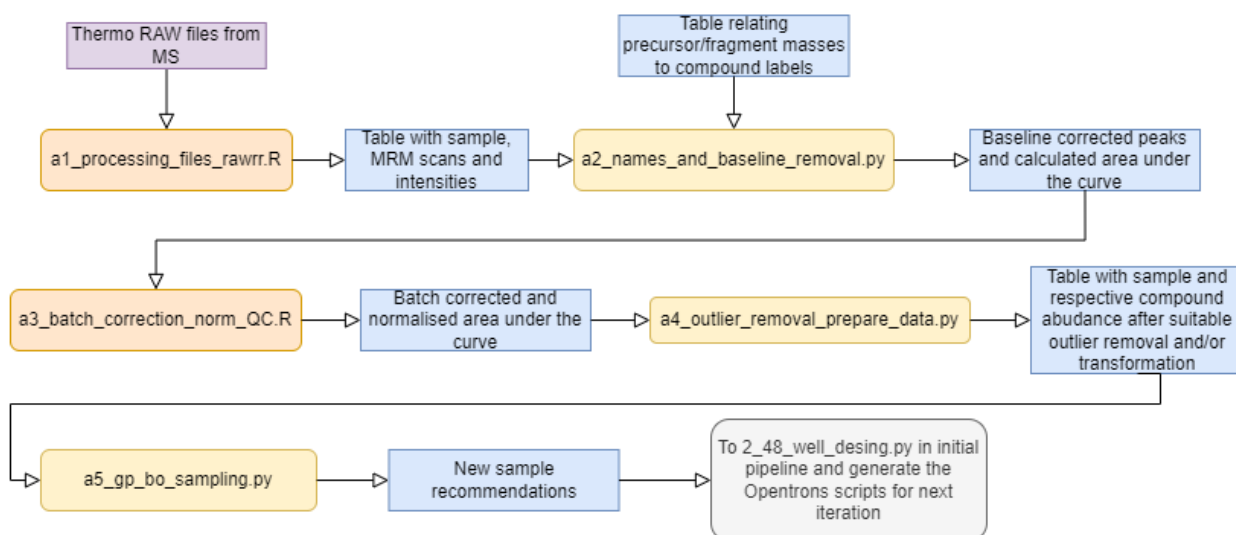 Thermo RAW files from
MS
Table relating
precursor/fragment masses
to compound labels
a1_processing_files_rawrr.R
Table with sample,
MRM scans and
intensities
a2_names_and_baseline_removal.py
Baseline corrected peaks
and calculated area under
the curve
a3_batch_correction_norm_QC.R
Batch corrected and
normalised area under the
curve
a4_outlier_removal_prepare_data.py
Table with sample and
respective compound
abudance after suitable
outlier removal and/or
transformation
a5_gp_bo_sampling.py
New sample
recommendations
To 2_48_well_desing.py in initial
pipeline and generate the
Opentrons scripts for next
iteration